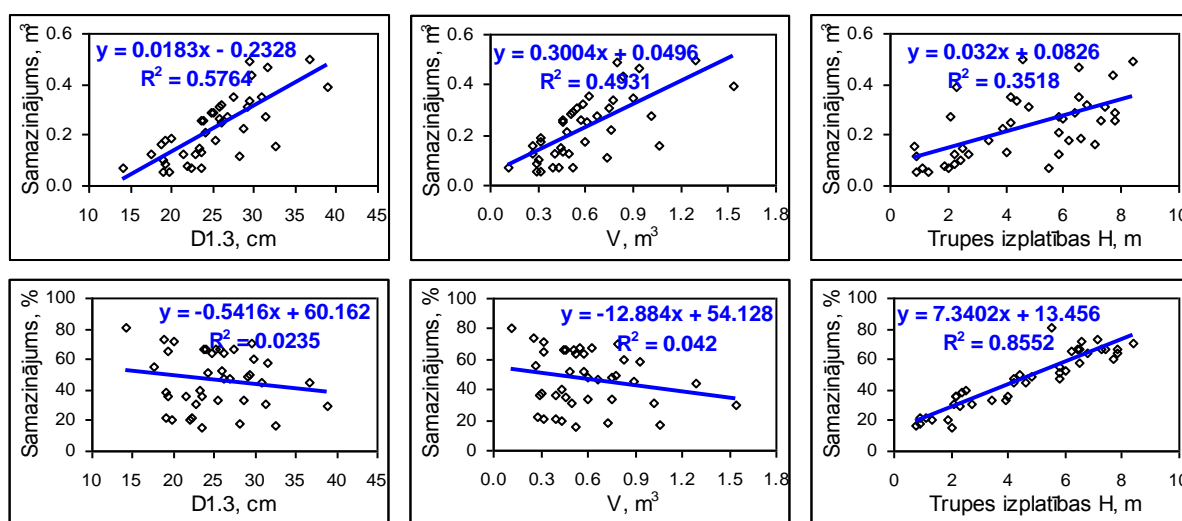 Samazinājums, m³
0.6
0.4
0.2
0.0
y = 0.0183x - 0.2328
R² = 0.5764
10 15 20 25 30 35 40 45
D1.3, cm
Samazinājums, m³
0.6
0.4
0.2
0.0
y = 0.3004x + 0.0496
R² = 0.4931
0.0 0.3 0.6 0.9 1.2 1.5 1.8
V, m³
Samazinājums, m³
0.6
0.4
0.2
0.0
y = 0.032x + 0.0826
R² = 0.3518
0 2 4 6 8 10
Trupes izplatības H, m
Samazinājums, %
100
80
60
40
20
0
y = -0.5416x + 60.162
R² = 0.0235
10 15 20 25 30 35 40 45
D1.3, cm
Samazinājums, %
100
80
60
40
20
0
y = -12.884x + 54.128
R² = 0.042
0.0 0.3 0.6 0.9 1.2 1.5 1.8
V, m³
Samazinājums, %
100
80
60
40
20
0
y = 7.3402x + 13.456
R² = 0.8552
0 2 4 6 8 10
Trupes izplatības H, m